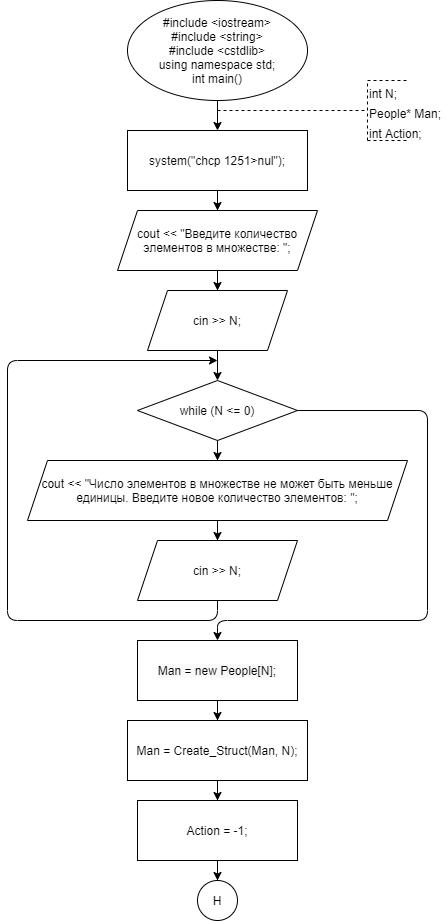 #include <iostream>
#include <string>
#include <cstdlib>
using namespace std;
int main()
int N;
People* Man;
int Action;
system("chcp 1251>nul");
cout << "Введите количество
элементов в множестве: ";
cin >> N;
while (N <= 0)
cout << "Число элементов в множестве не может быть меньше
единицы. Введите новое количество элементов: ";
cin >> N;
Man = new People[N];
Man = Create_Struct(Man, N);
Action = -1;
Н